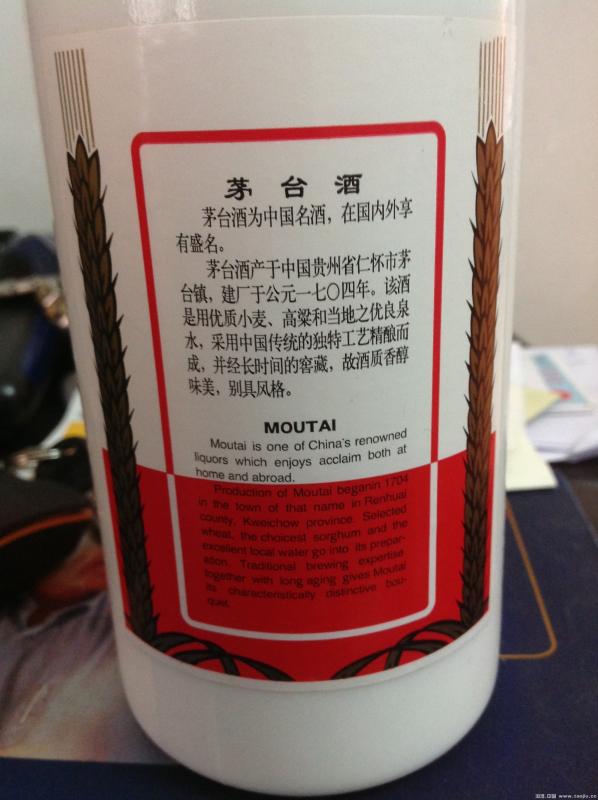 茅台酒
茅台酒为中国名酒，在国内外享
有盛名。
茅台酒产于中国贵州省仁怀市茅
台镇，建厂于公元一七〇四年。该酒
是用优质小麦、高粱和当地之优良泉
水，采用中国传统的独特工艺精酿而
成，并经长时间的窖藏，故酒质香醇
味美，别具风格。
MOUTAI
Moutai is one of China's renowned
liquors which enjoys acclaim both at
home and abroad.
Production of Moutai beganin 1704
in the town of that name in Renhuai
county, Kweichow province. Selected
wheat, the choicest sorghum and the
excellent local water go into its prepar-
ation. Traditional brewing expertise
together with long aging gives Moutai
its characteristically distinctive bou-
quet.